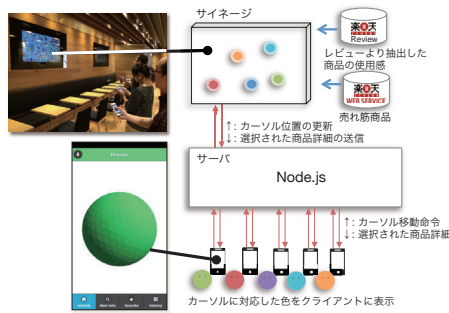 サイネージ
楽天
Review
レビューより抽出した
商品の使用感
楽天
WEB SERVICE
売れ筋商品
↑: カーソル位置の更新
↓: 選択された商品詳細の送信
サーバ
Node.js
↑: カーソル移動命令
↓: 選択された商品詳細
カーソルに対応した色をクライアントに表示